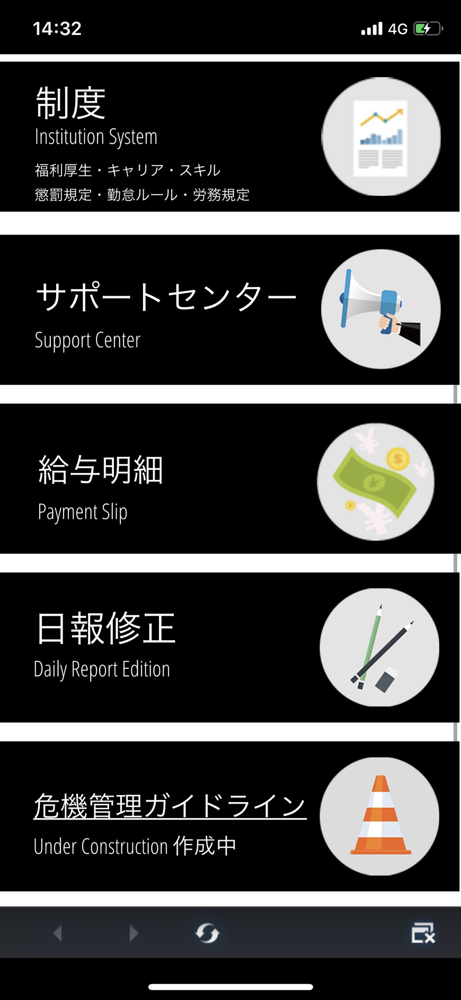 14:32
4G
制度
Institution System
福利厚生・キャリア・スキル
懲罰規定・勤怠ルール・労務規定
サポートセンター
Support Center
給与明細
Payment Slip
日報修正
Daily Report Edition
危機管理ガイドライン
Under Construction 作成中